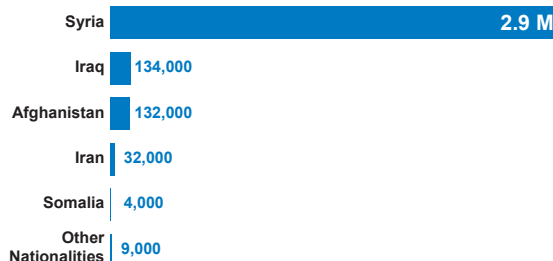 Syria 2.9 M
Iraq 134,000
Afghanistan 132,000
Iran 32,000
Somalia 4,000
Other
Nationalities 9,000